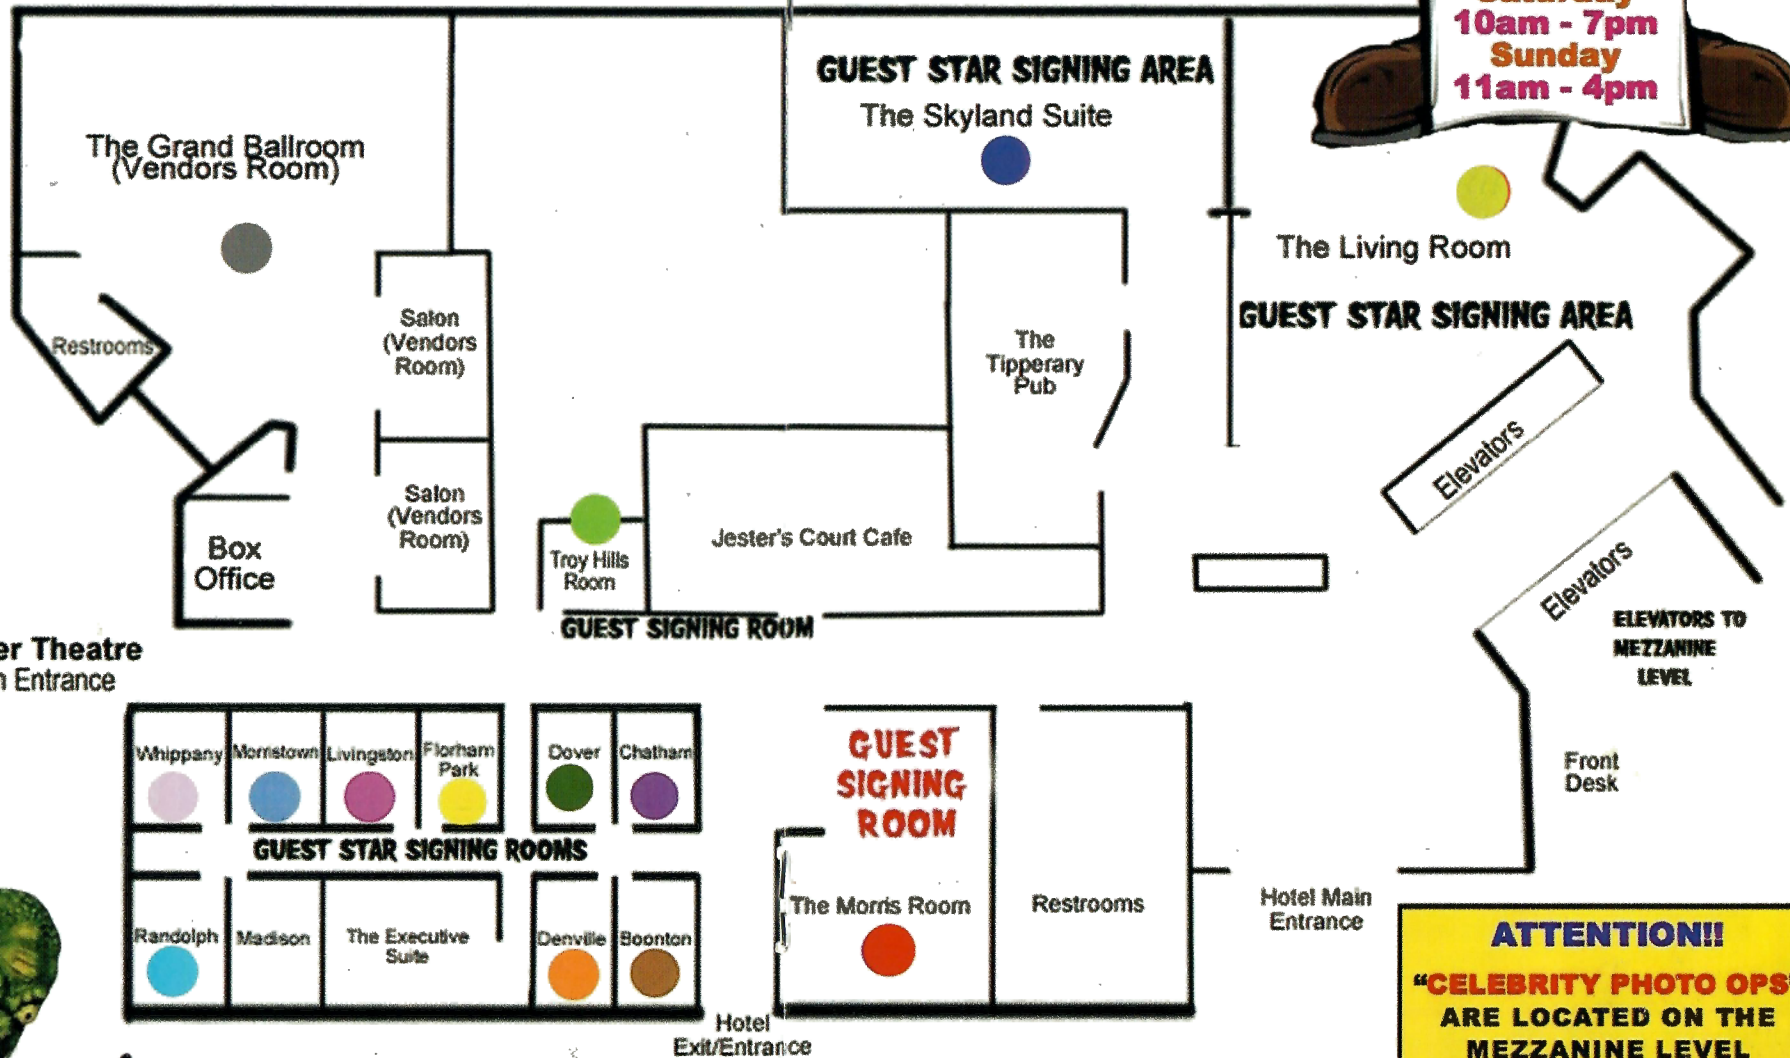 Saturday
10am - 7pm
Sunday
11am - 4pm
GUEST STAR SIGNING AREA
The Skyland Suite
The Grand Ballroom
(Vendors Room)
The Living Room
GUEST STAR SIGNING AREA
Restrooms
Salon
(Vendors
Room)
The
Tipperary
Pub
Elevators
Salon
(Vendors
Room)
Box
Office
Troy Hills
Room
Jester's Court Cafe
GUEST SIGNING ROOM
Elevators
ELEVATORS TO
MEZZANINE
LEVEL
Theatre
Entrance
Whippany
Morristown
Livingston
Florham
Park
Dover
Chatham
GUEST
SIGNING
ROOM
Front
Desk
GUEST STAR SIGNING ROOMS
Randolph
Madison
The Executive
Suite
Denville
Boonton
The Morris Room
Restrooms
Hotel Main
Entrance
Hotel
Exit/Entrance
ATTENTION!!
“CELEBRITY PHOTO OPS”
ARE LOCATED ON THE
MEZZANINE LEVEL